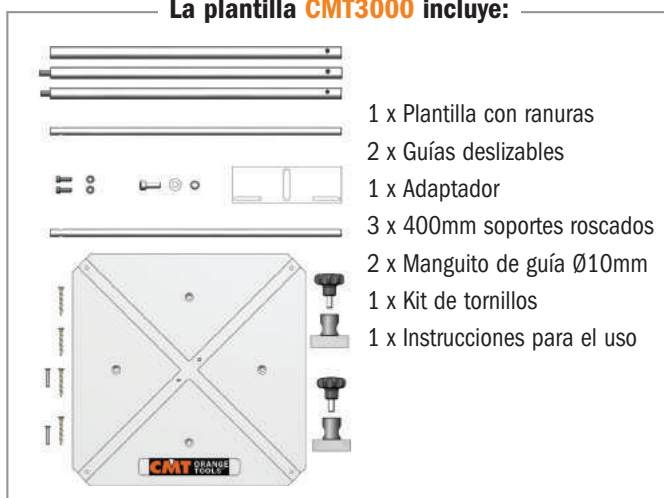 La plantilla CMT3000 incluye:
1 x Plantilla con ranuras
2 x Guías deslizables
1 x Adaptador
3 x 400mm soportes roscados
2 x Manguito de guía Ø10mm
1 x Kit de tornillos
1 x Instrucciones para el uso
CMT ORANGE
TOOLS